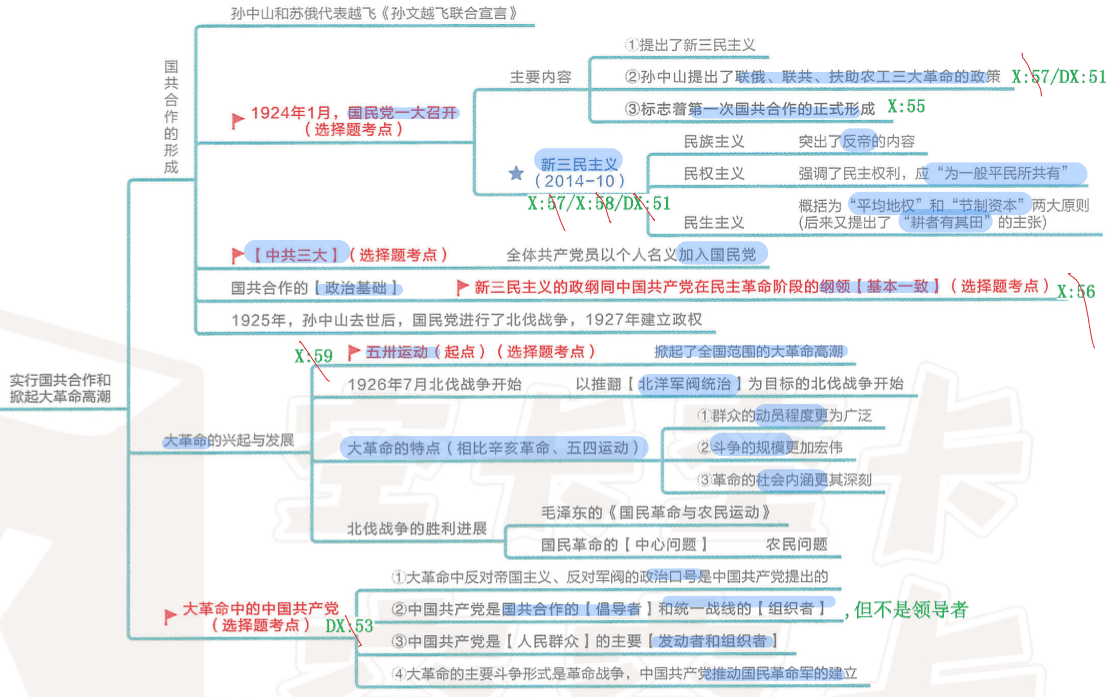 孙中山和苏俄代表越飞《孙文越飞联合宣言》
国共合作的形成
1924年1月，国民党一大召开
（选择题考点）
主要内容
①提出了新三民主义
②孙中山提出了联俄、联共、扶助农工三大革命的政策 X:57/DX:51
③标志着第一次国共合作的正式形成 X:55
新三民主义
（2014-10）
X:57/X:58/DX:51
民族主义 突出了反帝的内容
民权主义 强调了民主权利，应“为一般平民所共有”
民生主义
概括为“平均地权”和“节制资本”两大原则
(后来又提出了“耕者有其田”的主张)
【中共三大】（选择题考点） 全体共产党员以个人名义加入国民党
国共合作的【政治基础】 新三民主义的政纲同中国共产党在民主革命阶段的纲领【基本一致】（选择题考点） X:56
1925年，孙中山去世后，国民党进行了北伐战争，1927年建立政权
实行国共合作和
掀起大革命高潮
大革命的兴起与发展
X:59 五卅运动（起点）（选择题考点） 掀起了全国范围的大革命高潮
1926年7月北伐战争开始 以推翻【北洋军阀统治】为目标的北伐战争开始
大革命的特点（相比辛亥革命、五四运动）
①群众的动员程度更为广泛
②斗争的规模更加宏伟
③革命的社会内涵更其深刻
北伐战争的胜利进展
毛泽东的《国民革命与农民运动》
国民革命的【中心问题】 农民问题
大革命中的中国共产党
（选择题考点） DX:53
①大革命中反对帝国主义、反对军阀的政治口号是中国共产党提出的
②中国共产党是国共合作的【倡导者】和统一战线的【组织者】 ,但不是领导者
③中国共产党是【人民群众】的主要【发动者和组织者】
④大革命的主要斗争形式是革命战争，中国共产党推动国民革命军的建立
宝卡宝卡